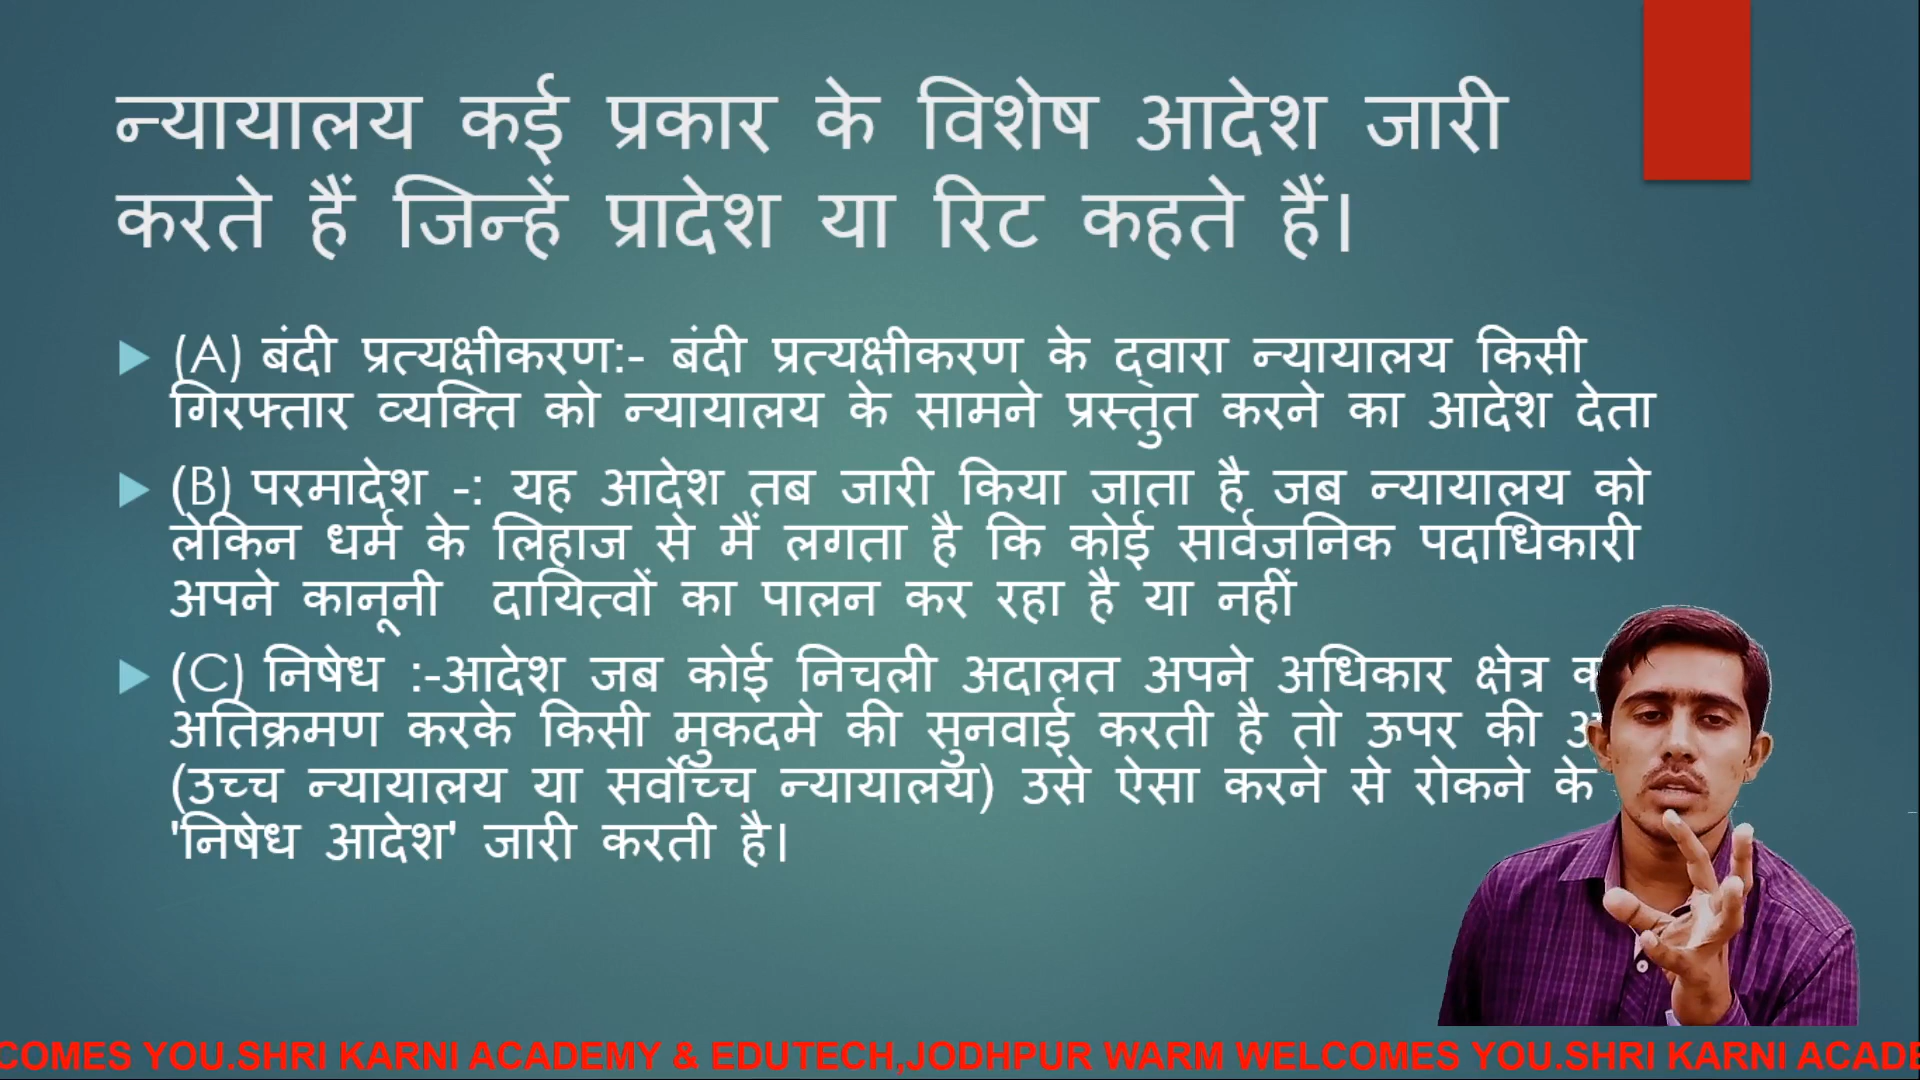 न्यायालय कई प्रकार के विशेष आदेश जारी
करते हैं जिन्हें प्रादेश या रिट कहते हैं।
(A) बंदी प्रत्यक्षीकरण:- बंदी प्रत्यक्षीकरण के द्वारा न्यायालय किसी
गिरफ्तार व्यक्ति को न्यायालय के सामने प्रस्तुत करने का आदेश देता
(B) परमादेश -: यह आदेश तब जारी किया जाता है जब न्यायालय को
लेकिन धर्म के लिहाज से मैं लगता है कि कोई सार्वजनिक पदाधिकारी
अपने कानूनी दायित्वों का पालन कर रहा है या नहीं
(C) निषेध :-आदेश जब कोई निचली अदालत अपने अधिकार क्षेत्र
अतिक्रमण करके किसी मुकदमे की सुनवाई करती है तो ऊपर की
(उच्च न्यायालय या सर्वोच्च न्यायालय) उसे ऐसा करने से रोकने के
'निषेध आदेश' जारी करती है।
COMES YOU.SHRI KARNI ACADEMY & EDUTECH,JODHPUR WARM WELCOMES YOU.SHRI KARNI ACADE